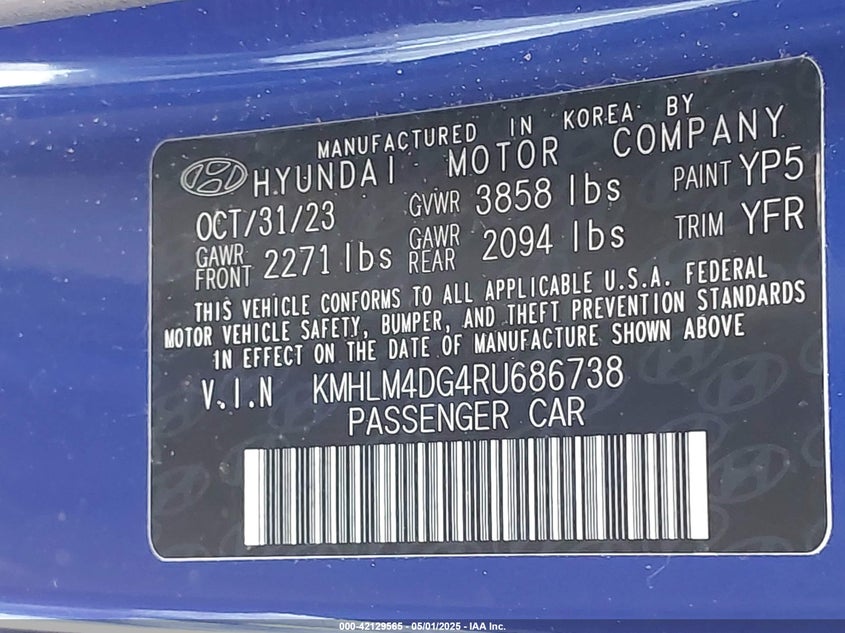 MANUFACTURED IN KOREA BY
HYUNDAI MOTOR COMPANY
OCT/31/23 GVWR 3858 lbs PAINT YP5
GAWR FRONT 2271 lbs GAWR REAR 2094 lbs TRIM YFR
THIS VEHICLE CONFORMS TO ALL APPLICABLE U.S.A. FEDERAL
MOTOR VEHICLE SAFETY, BUMPER, AND THEFT PREVENTION STANDARDS
IN EFFECT ON THE DATE OF MANUFACTURE SHOWN ABOVE
V.I.N KMHLM4DG4RU686738
PASSENGER CAR
000-42129565 - 05/01/2025 - IAA Inc.